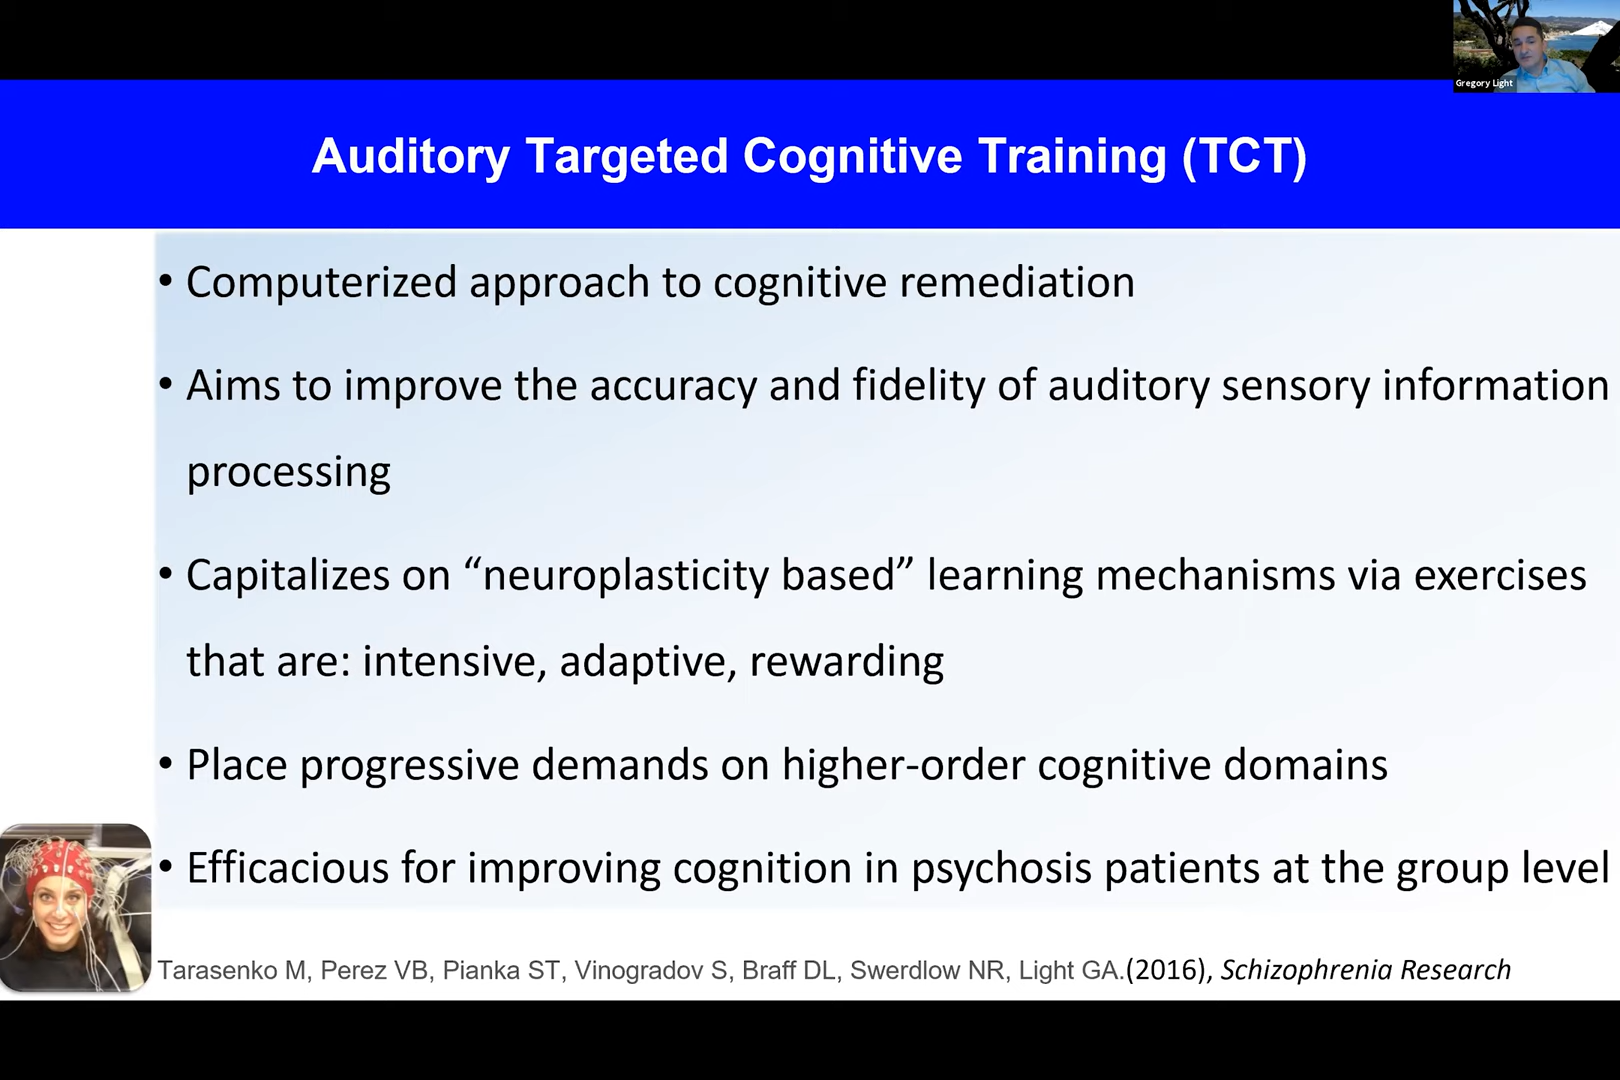 Gregory Light
Auditory Targeted Cognitive Training (TCT)
• Computerized approach to cognitive remediation
• Aims to improve the accuracy and fidelity of auditory sensory information
processing
• Capitalizes on “neuroplasticity based” learning mechanisms via exercises
that are: intensive, adaptive, rewarding
• Place progressive demands on higher-order cognitive domains
• Efficacious for improving cognition in psychosis patients at the group level
Tarasenko M, Perez VB, Pianka ST, Vinogradov S, Braff DL, Swerdlow NR, Light GA.(2016), Schizophrenia Research